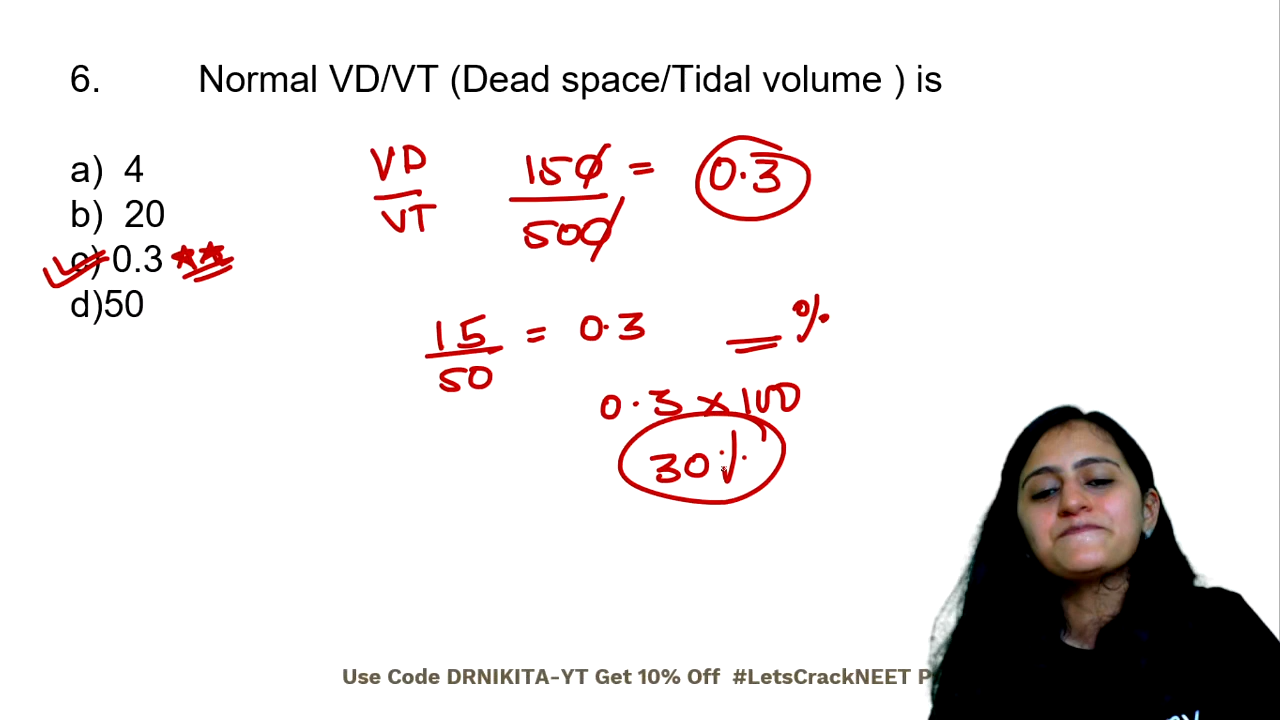 6. Normal VD/VT (Dead space/Tidal volume ) is
a) 4
b) 20
c) 0.3
d)50
VD/VT 150/500 = 0.3
15/50 = 0.3
%
0.3 x 100
30%
Use Code DRNIKITA-YT Get 10% Off #LetsCrackNEET P